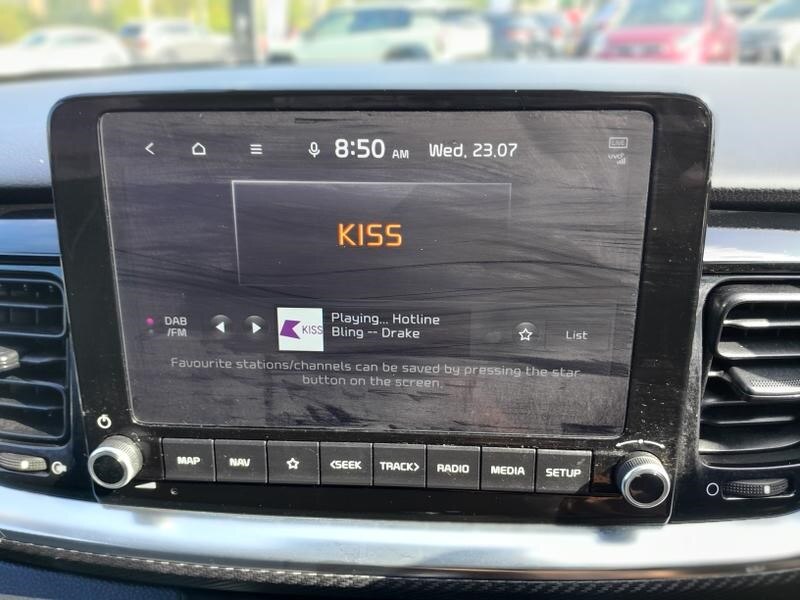 8:50 AM Wed, 23.07
LIVE
UVO
KISS
DAB
/FM
KISS
Playing... Hotline
Bling -- Drake
List
Favourite stations/channels can be saved by pressing the star
button on the screen.
MAP NAV <SEEK TRACK> RADIO MEDIA SETUP